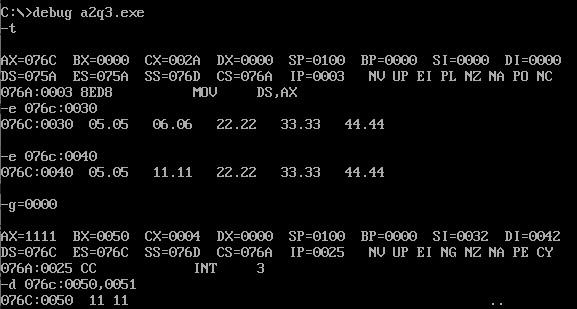 C:\>debug a2q3.exe
-t
AX=076C  BX=0000  CX=002A  DX=0000  SP=0100  BP=0000  SI=0000  DI=0000
DS=075A  ES=075A  SS=076D  CS=076A  IP=0003   NV UP EI PL NZ NA PO NC
076A:0003 8ED8          MOV     DS,AX
-e 076c:0030
076C:0030  05.05   06.06   22.22   33.33   44.44
-e 076c:0040
076C:0040  05.05   11.11   22.22   33.33   44.44
-g=0000
AX=1111  BX=0050  CX=0004  DX=0000  SP=0100  BP=0000  SI=0032  DI=0042
DS=076C  ES=076C  SS=076D  CS=076A  IP=0025   NV UP EI NG NZ NA PE CY
076A:0025 CC            INT     3
-d 076c:0050,0051
076C:0050  11 11                                             ..